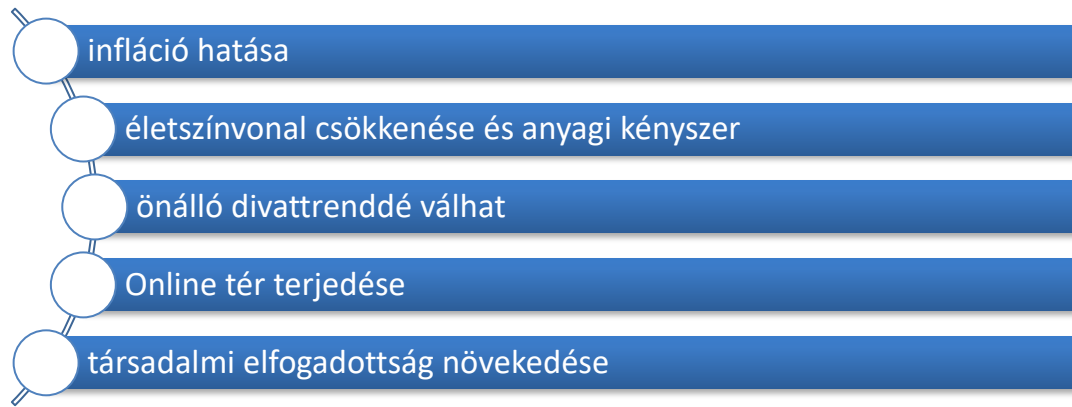 infláció hatása
életszínvonal csökkenése és anyagi kényszer
önálló divattrenddé válhat
Online tér terjedése
társadalmi elfogadottság növekedése